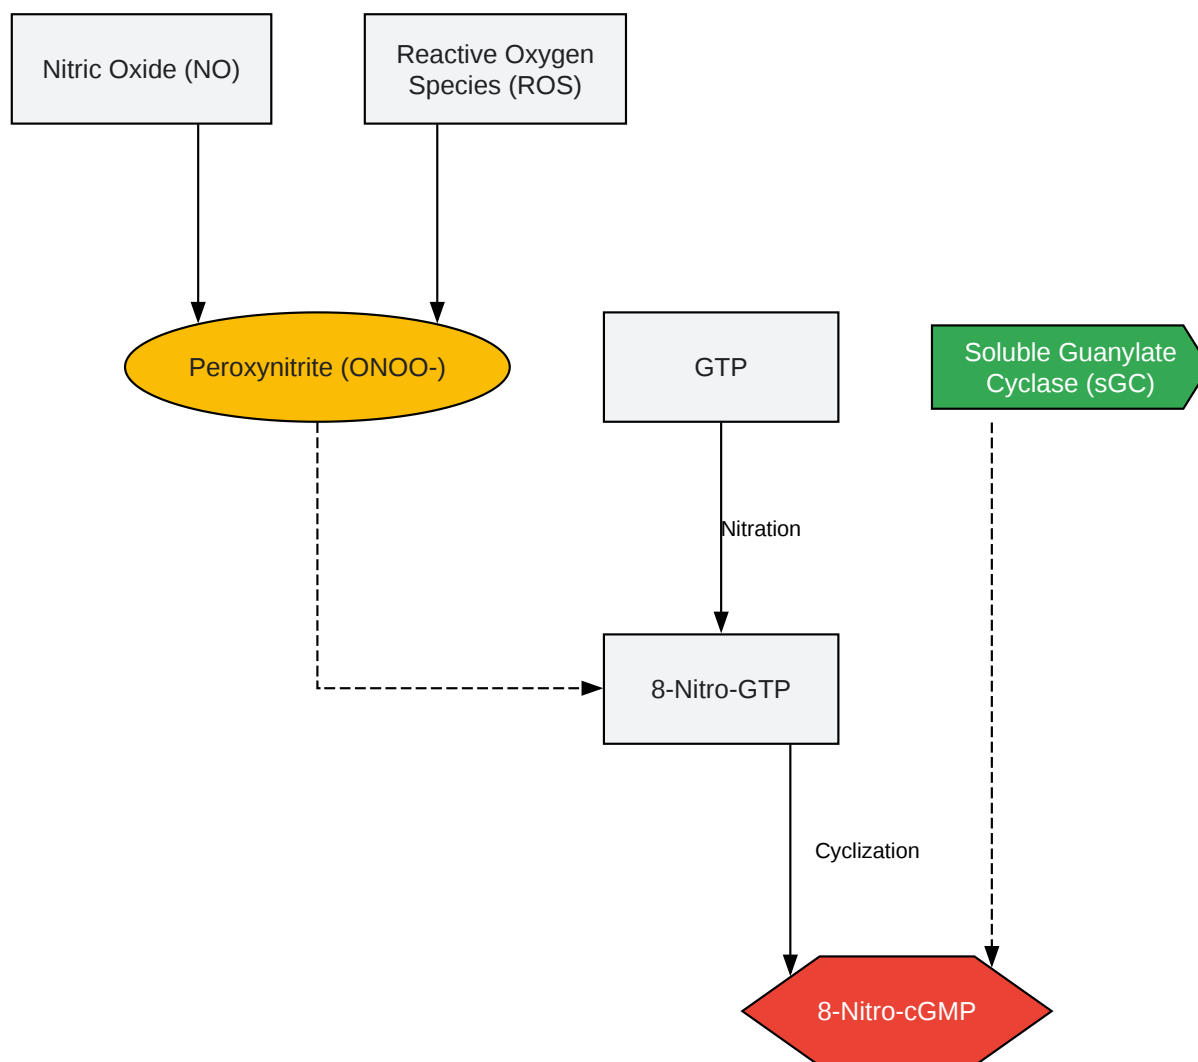 Nitric Oxide (NO)
Reactive Oxygen
Species (ROS)
Peroxynitrite (ONOO-)
GTP
Soluble Guanylate
Cyclase (sGC)
Nitration
8-Nitro-GTP
Cyclization
8-Nitro-cGMP